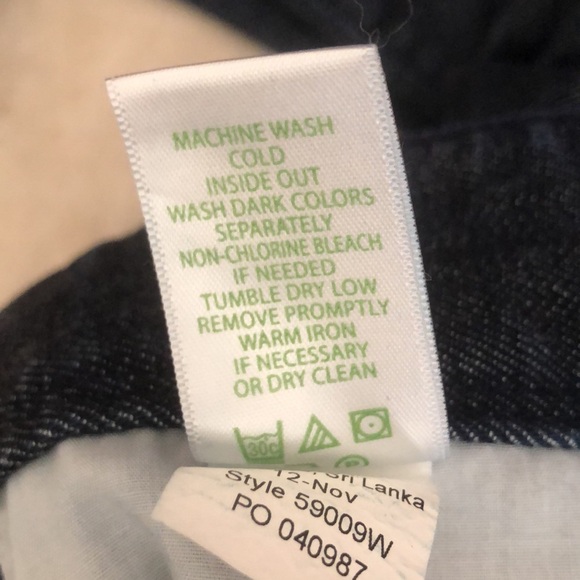 MACHINE WASH
COLD
INSIDE OUT
WASH DARK COLORS
SEPARATELY
NON-CHLORINE BLEACH
IF NEEDED
TUMBLE DRY LOW
REMOVE PROMPTLY
WARM IRON
IF NECESSARY
OR DRY CLEAN
30C
Sri Lanka
12-Nov
Style 59009W
PO 040987